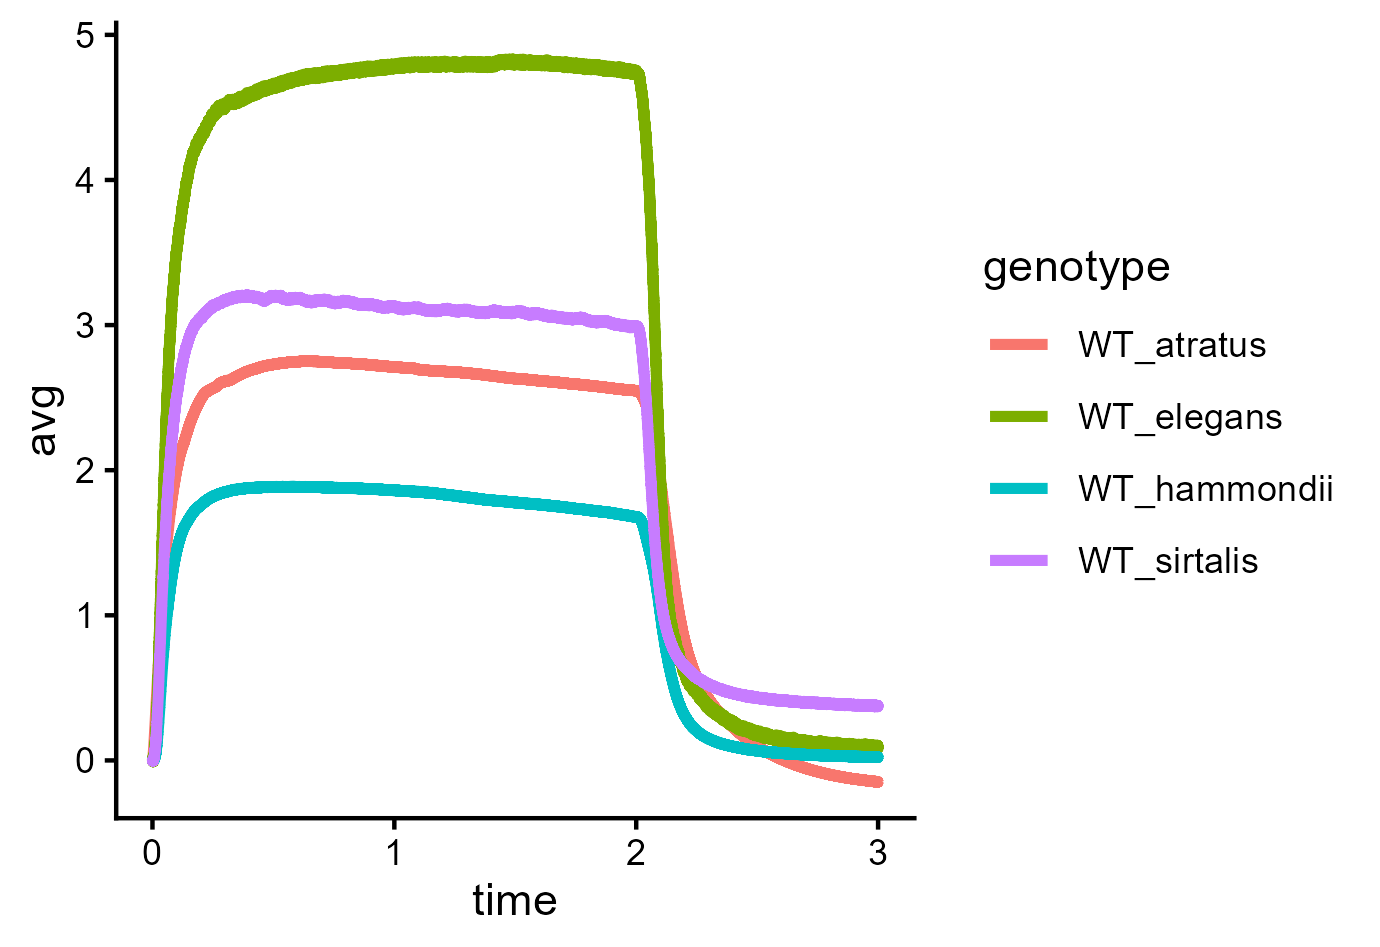 5
4
3
2
1
0
avg
0 1 2 3
time
genotype
WT_atratus
WT_elegans
WT_hammondii
WT_sirtalis